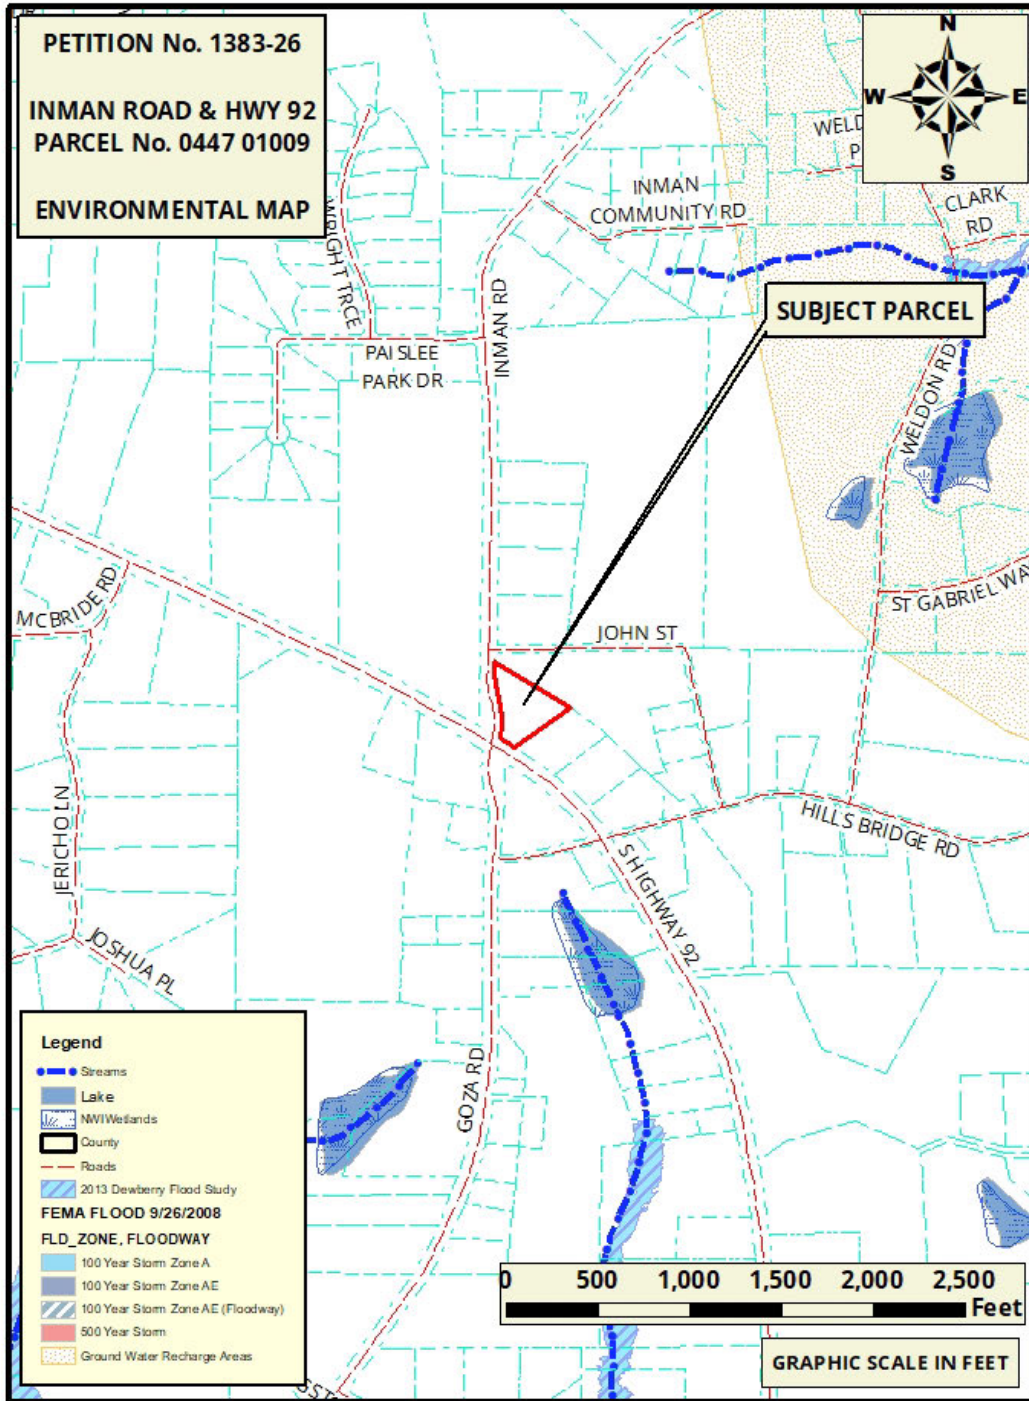 PETITION No. 1383-26
INMAN ROAD & HWY 92
PARCEL No. 0447 01009
ENVIRONMENTAL MAP
N
W
E
S
WRIGHT TRCE
INMAN
COMMUNITY RD
CLARK
RD
SUBJECT PARCEL
INMAN RD
PAISLEE
PARK DR
WELDON RD
ST GABRIEL WAY
MCBRIDE RD
JOHN ST
JERICHO LN
HILLS BRIDGE RD
S HIGHWAY 92
JOSHUA PL
GOZA RD
Legend
Streams
Lake
NWI Wetlands
County
Roads
2013 Dewberry Flood Study
FEMA FLOOD 9/26/2008
FLD_ZONE, FLOODWAY
100 Year Storm Zone A
100 Year Storm Zone AE
100 Year Storm Zone AE (Floodway)
500 Year Storm
Ground Water Recharge Areas
0 500 1,000 1,500 2,000 2,500
Feet
GRAPHIC SCALE IN FEET